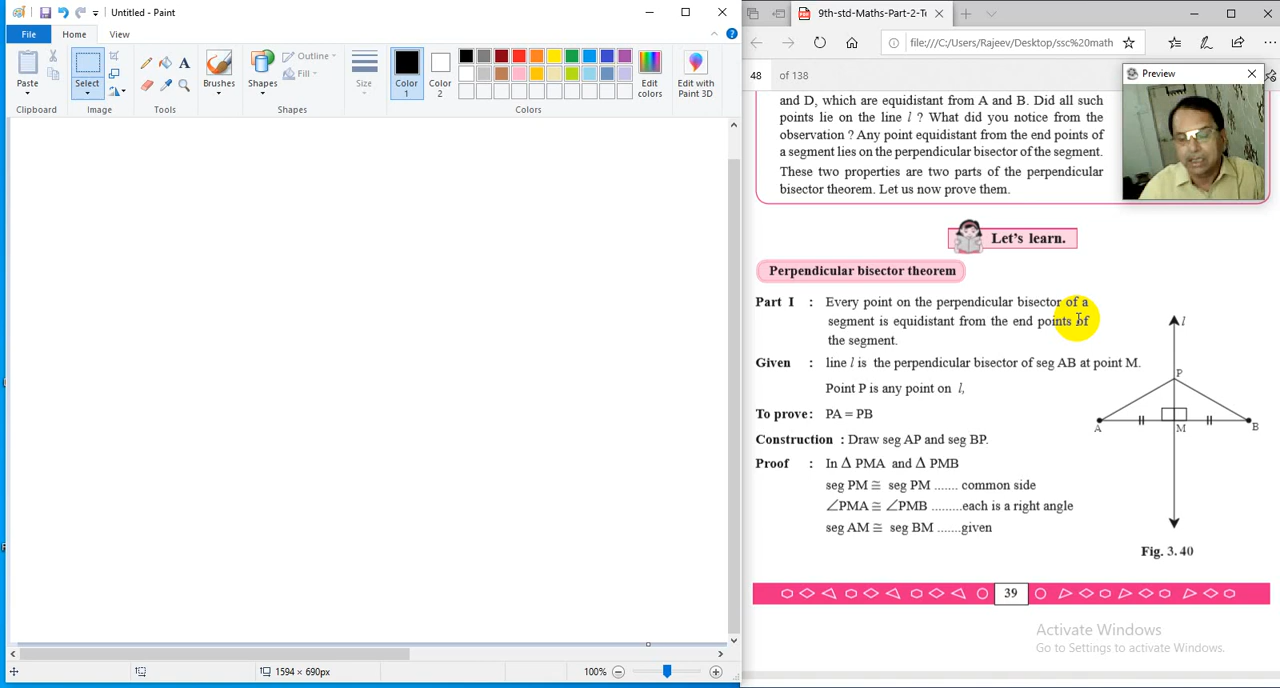 Untitled - Paint
File
Home
View
Paste
Clipboard
Select
Image
A
Tools
Brushes
Shapes
Outline
Fill
Shapes
Size
Color 1
Color 2
Edit colors
Colors
Edit with Paint 3D
1594 × 690px
100%
9th-std-Maths-Part-2-Te
file:///C:/Users/Rajeev/Desktop/ssc%20math
48 of 138
Preview
and D, which are equidistant from A and B. Did all such
points lie on the line l ? What did you notice from the
observation ? Any point equidistant from the end points of
a segment lies on the perpendicular bisector of the segment.
These two properties are two parts of the perpendicular
bisector theorem. Let us now prove them.
Let's learn.
Perpendicular bisector theorem
Part I : Every point on the perpendicular bisector of a
segment is equidistant from the end points of
the segment.
Given : line l is the perpendicular bisector of seg AB at point M.
Point P is any point on l,
To prove : PA = PB
Construction : Draw seg AP and seg BP.
Proof : In Δ PMA and Δ PMB
seg PM ≅ seg PM ....... common side
∠PMA ≅ ∠PMB .........each is a right angle
seg AM ≅ seg BM .......given
l
P
A
M
B
Fig. 3.40
39
Activate Windows
Go to Settings to activate Windows.